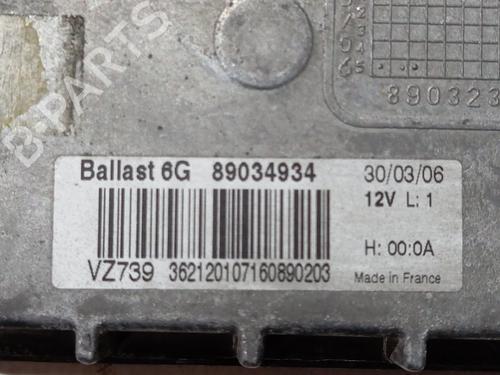 B-PARTS
890323
Ballast 6G 89034934
30/03/06
12V L: 1
H: 00:0A
VZ739 362120107160890203
Made in France